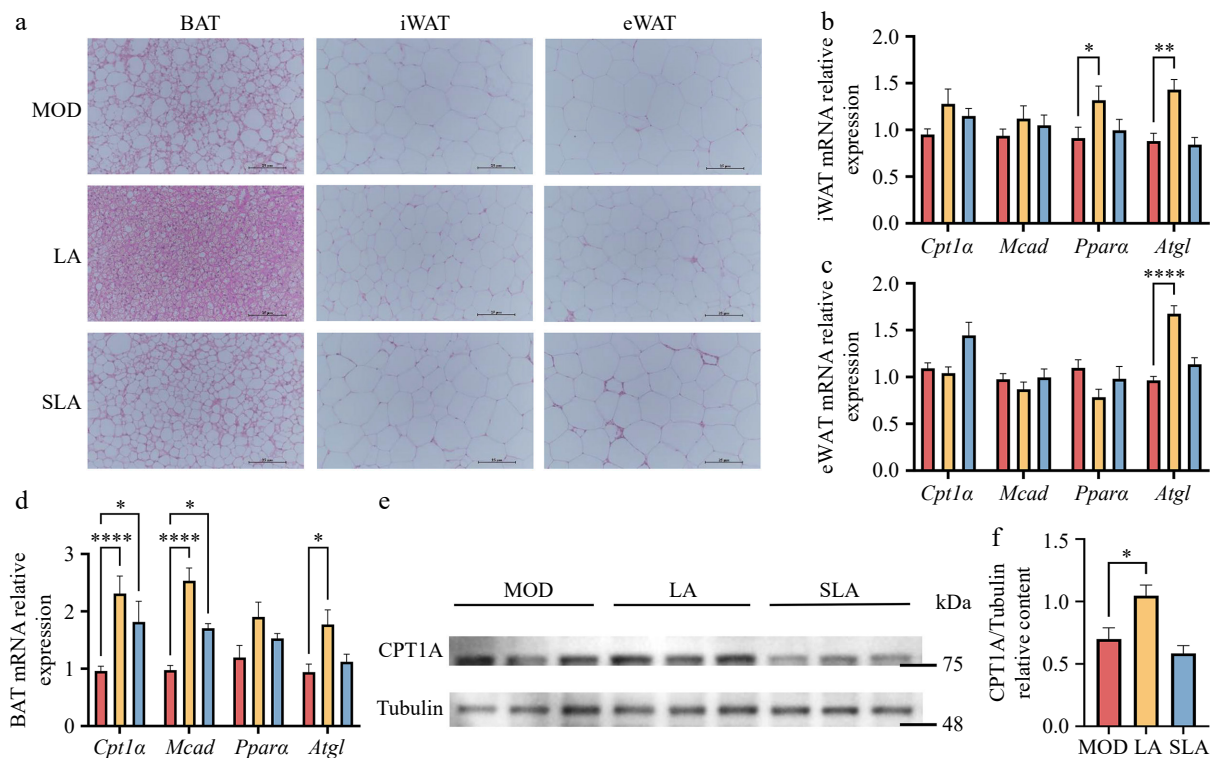 a
BAT
iWAT
eWAT
MOD
LA
SLA
b
iWAT mRNA relative
expression
2.0
1.5
1.0
0.5
0.0
*
**
Cpt1α
Mcad
Pparα
Atgl
c
eWAT mRNA relative
expression
2.0
1.5
1.0
0.5
0.0
****
Cpt1α
Mcad
Pparα
Atgl
d
BAT mRNA relative
expression
3
2
1
0
*
****
*
****
*
Cpt1α
Mcad
Pparα
Atgl
e
MOD
LA
SLA
kDa
CPT1A
75
Tubulin
48
f
CPT1A/Tubulin
relative content
1.5
1.0
0.5
0.0
*
MOD
LA
SLA